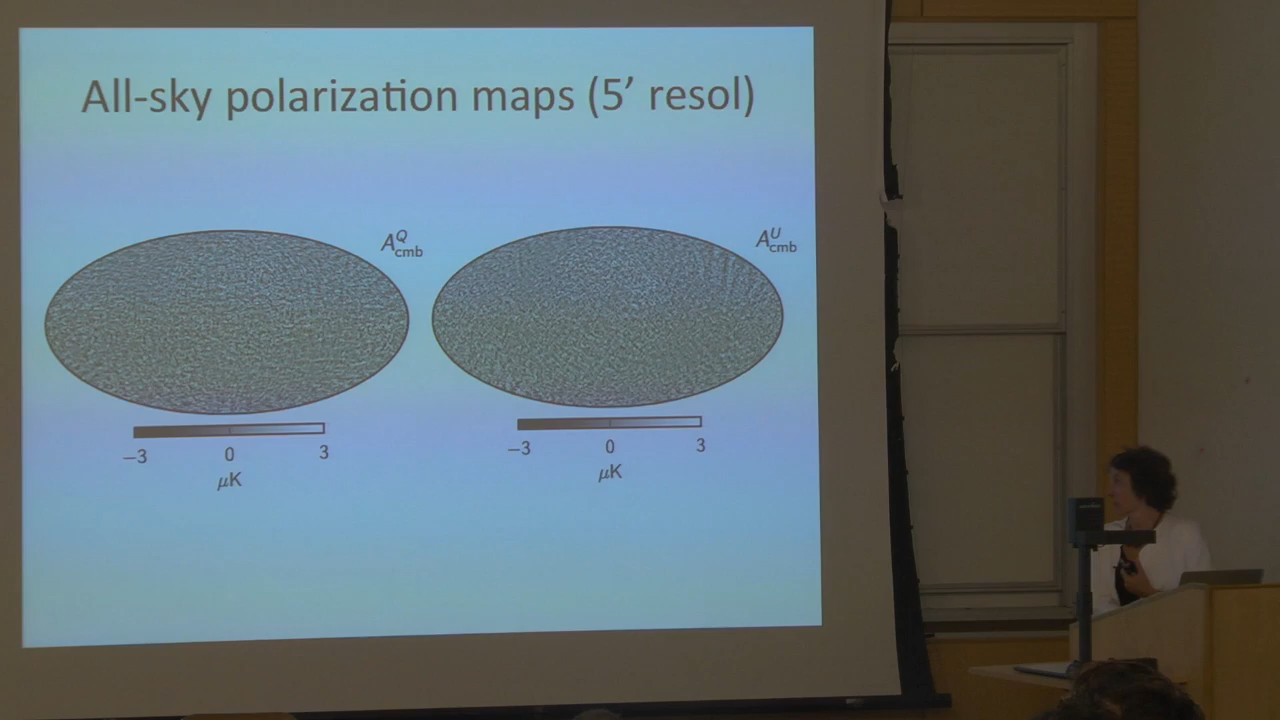 All-sky polarization maps (5’ resol)
A^Q_cmb
A^U_cmb
−3 0 3
μK
−3 0 3
μK